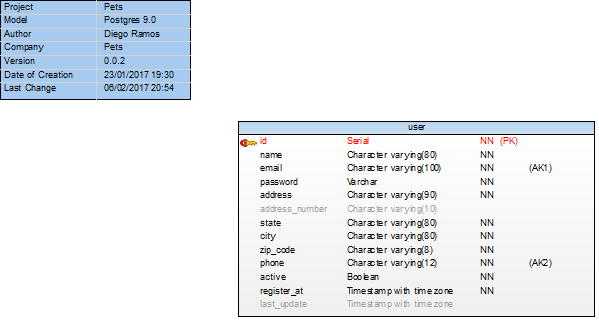 Project Pets
Model Postgres 9.0
Author Diego Ramos
Company Pets
Version 0.0.2
Date of Creation 23/01/2017 19:30
Last Change 06/02/2017 20:54
user
id Serial NN (PK)
name Character varying(80) NN
email Character varying(100) NN (AK1)
password Varchar NN
address Character varying(90) NN
address_number Character varying(10)
state Character varying(80) NN
city Character varying(80) NN
zip_code Character varying(8) NN
phone Character varying(12) NN (AK2)
active Boolean NN
register_at Timestamp with time zone NN
last_update Timestamp with time zone